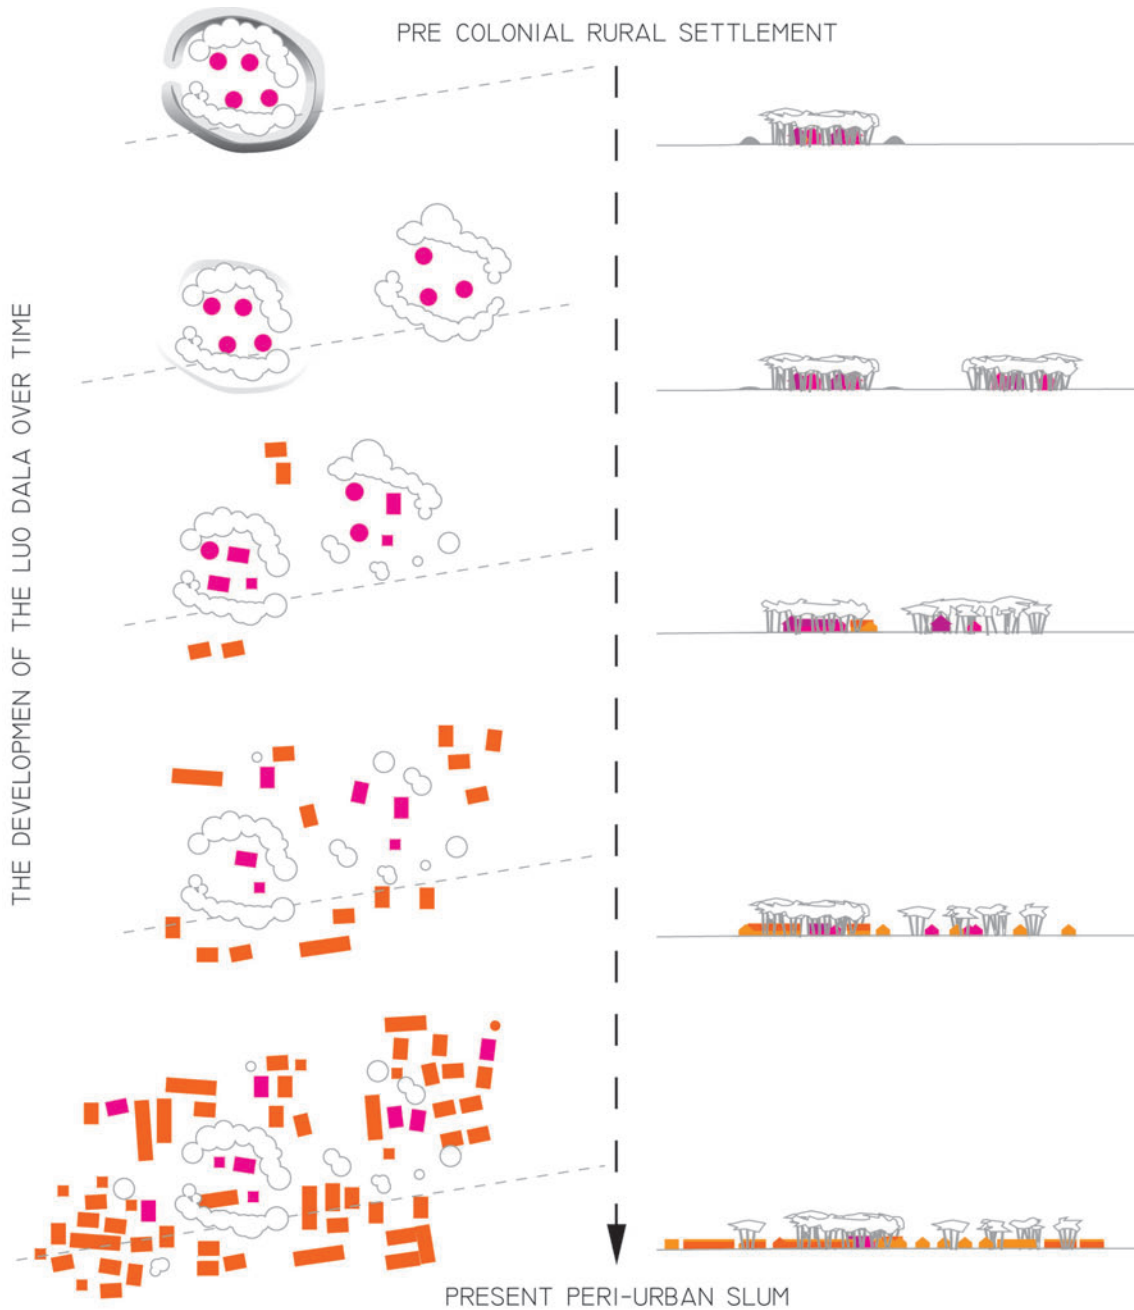 PRE COLONIAL RURAL SETTLEMENT
THE DEVELOPMEN OF THE LUO DALA OVER TIME
PRESENT PERI-URBAN SLUM